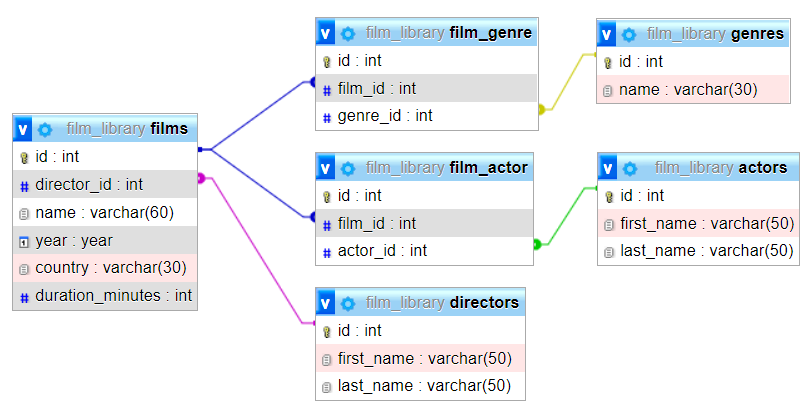 film_library films
id : int
director_id : int
name : varchar(60)
year : year
country : varchar(30)
duration_minutes : int
film_library film_genre
id : int
film_id : int
genre_id : int
film_library genres
id : int
name : varchar(30)
film_library film_actor
id : int
film_id : int
actor_id : int
film_library actors
id : int
first_name : varchar(50)
last_name : varchar(50)
film_library directors
id : int
first_name : varchar(50)
last_name : varchar(50)